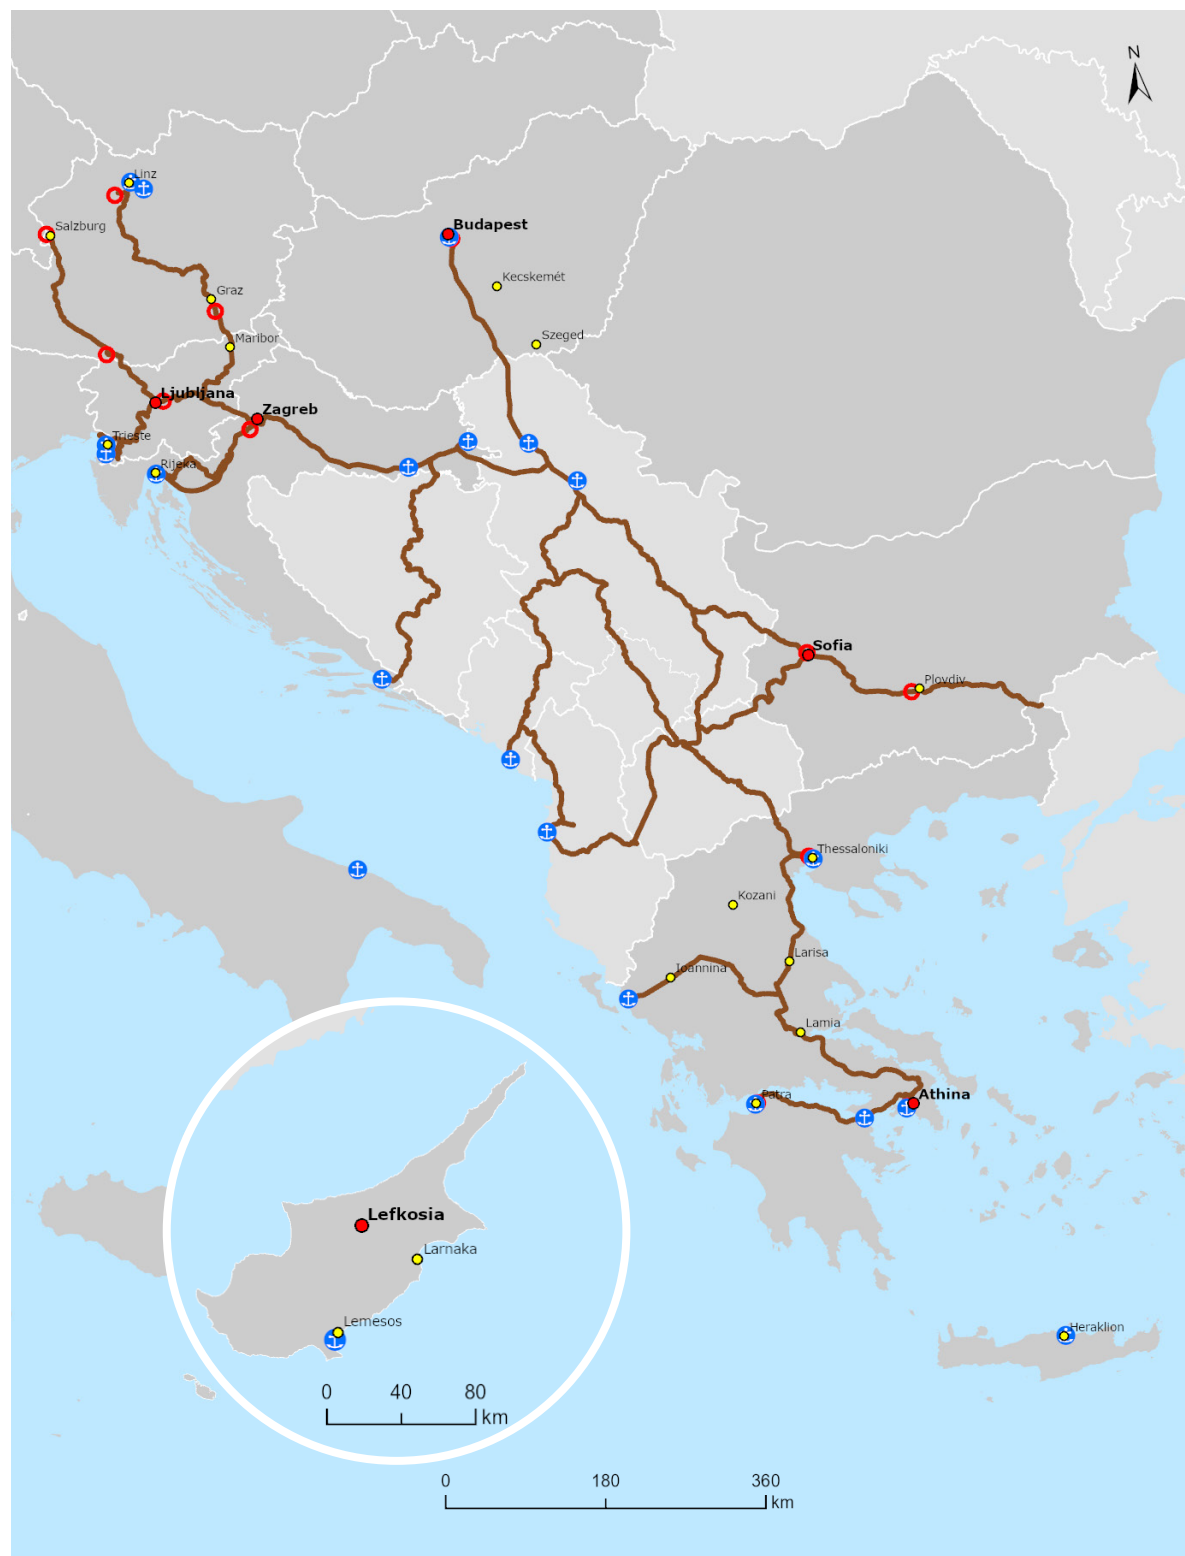 N
Linz
Salzburg
Budapest
Kecskemét
Graz
Szeged
Maribor
Ljubljana
Zagreb
Trieste
Rijeka
Sofia
Plovdiv
Thessaloniki
Kozani
Larisa
Ioannina
Lamia
Patra
Athina
Lefkosia
Larnaka
Lemesos
Heraklion
0 40 80
km
0 180 360
km